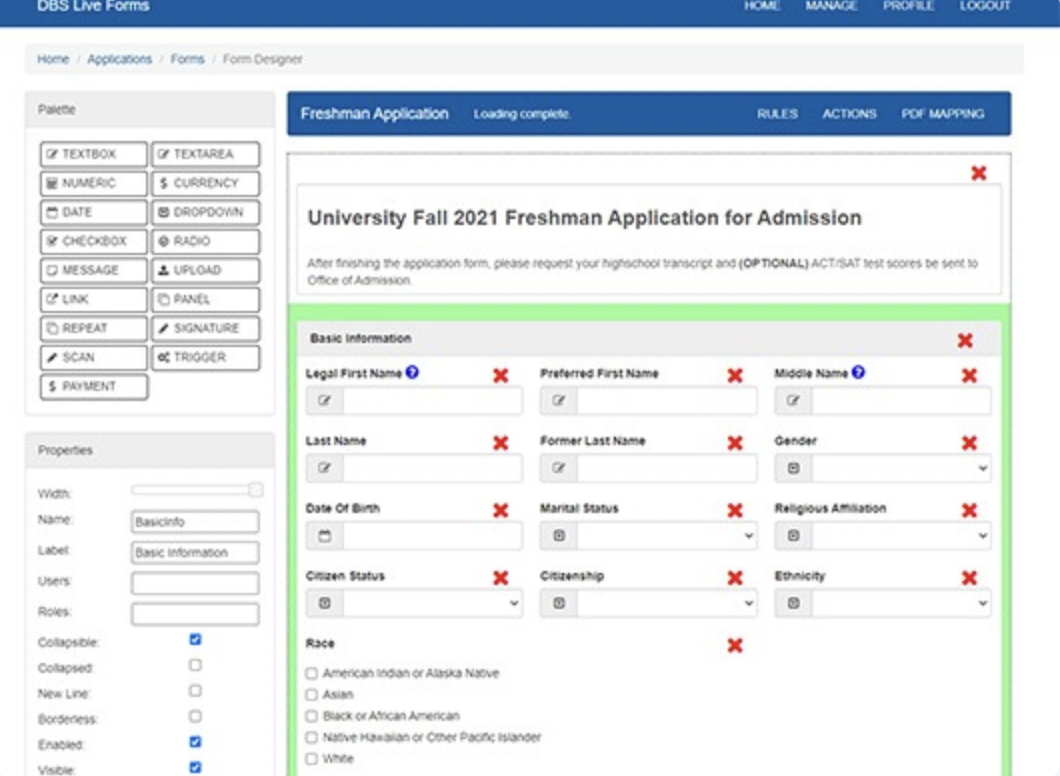 DBS Live Forms HOME MANAGE PROFILE LOGOUT
Home / Applications / Forms / Form Designer
Palette
TEXTBOX TEXTAREA
NUMERIC $ CURRENCY
DATE DROPDOWN
CHECKBOX RADIO
MESSAGE UPLOAD
LINK PANEL
REPEAT SIGNATURE
SCAN TRIGGER
$ PAYMENT
Properties
Width:
Name: BasicInfo
Label: Basic Information
Users:
Roles:
Collapsible:
Collapsed:
New Line:
Borderless:
Enabled:
Visible:
Freshman Application Loading complete. RULES ACTIONS PDF MAPPING
University Fall 2021 Freshman Application for Admission
After finishing the application form, please request your highschool transcript and (OPTIONAL) ACT/SAT test scores be sent to
Office of Admission.
Basic Information
Legal First Name ? Preferred First Name Middle Name ?
Last Name Former Last Name Gender
Date Of Birth Marital Status Religious Affiliation
Citizen Status Citizenship Ethnicity
Race
American Indian or Alaska Native
Asian
Black or African American
Native Hawaiian or Other Pacific Islander
White